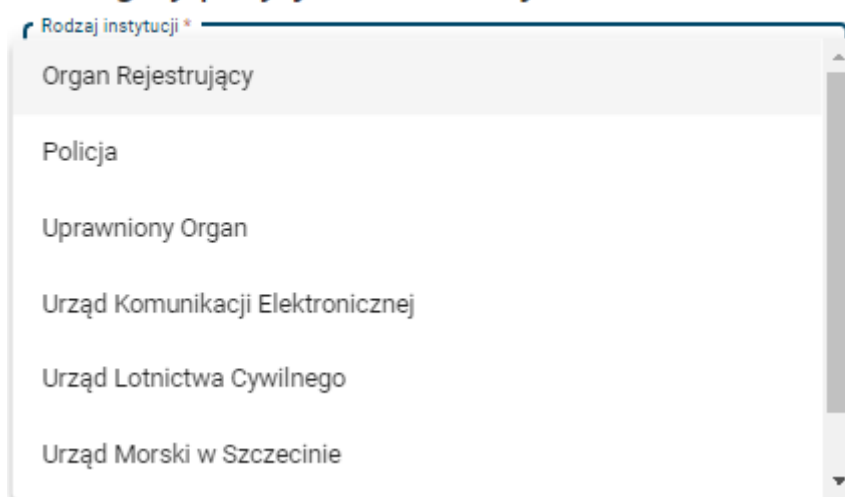 Rodzaj instytucji *
Organ Rejestrujący
Policja
Uprawniony Organ
Urząd Komunikacji Elektronicznej
Urząd Lotnictwa Cywilnego
Urząd Morski w Szczecinie